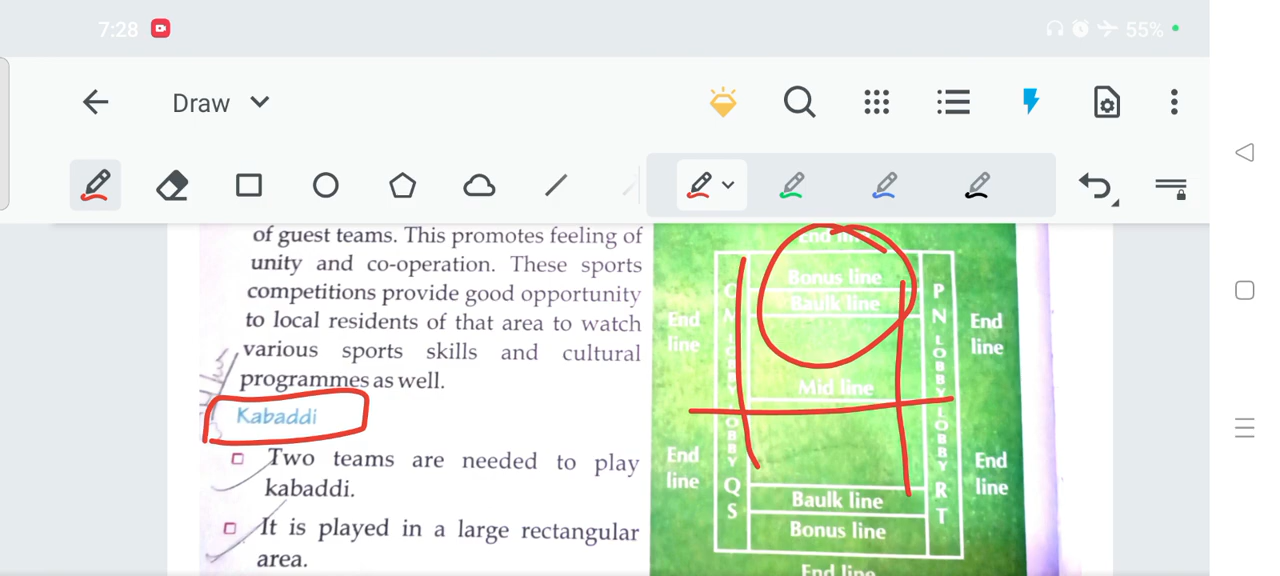 7:28
55%
Draw
of guest teams. This promotes feeling of
unity and co-operation. These sports
competitions provide good opportunity
to local residents of that area to watch
various sports skills and cultural
programmes as well.
Kabaddi
Two teams are needed to play
kabaddi.
It is played in a large rectangular
area.
End line
Bonus line
Baulk line
End
line
P
N
LOBBY
End
line
Mid line
End
line
LOBBY
End
line
Q
S
R
T
Baulk line
Bonus line
End line